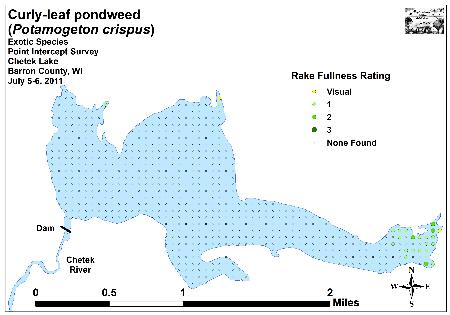 Curly-leaf pondweed
(Potamogeton crispus)
Exotic Species
Point Intercept Survey
Chetek Lake
Barron County, WI
July 5-6, 2011
Rake Fullness Rating
Visual
1
2
3
None Found
Dam
Chetek
River
N
W E
S
0 0.5 1 2
Miles